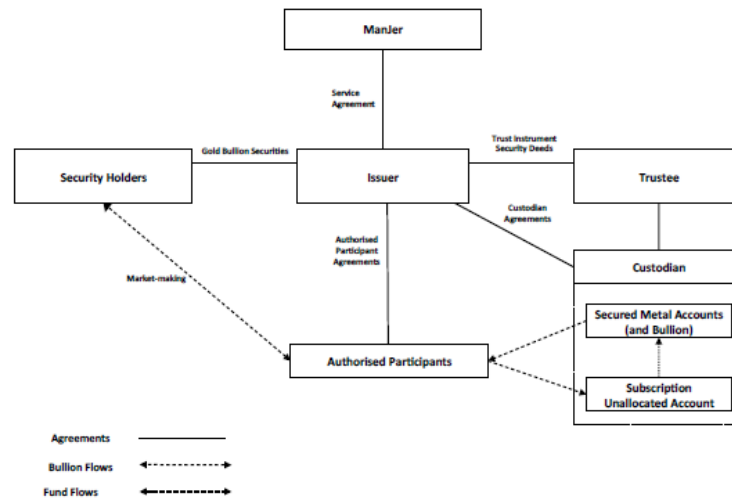 ManJer
Service
Agreement
Gold Bullion Securities
Trust Instrument
Security Deeds
Security Holders
Issuer
Trustee
Custodian
Agreements
Authorised
Participant
Agreements
Custodian
Market-making
Secured Metal Accounts
(and Bullion)
Authorised Participants
Subscription
Unallocated Account
Agreements
Bullion Flows
Fund Flows